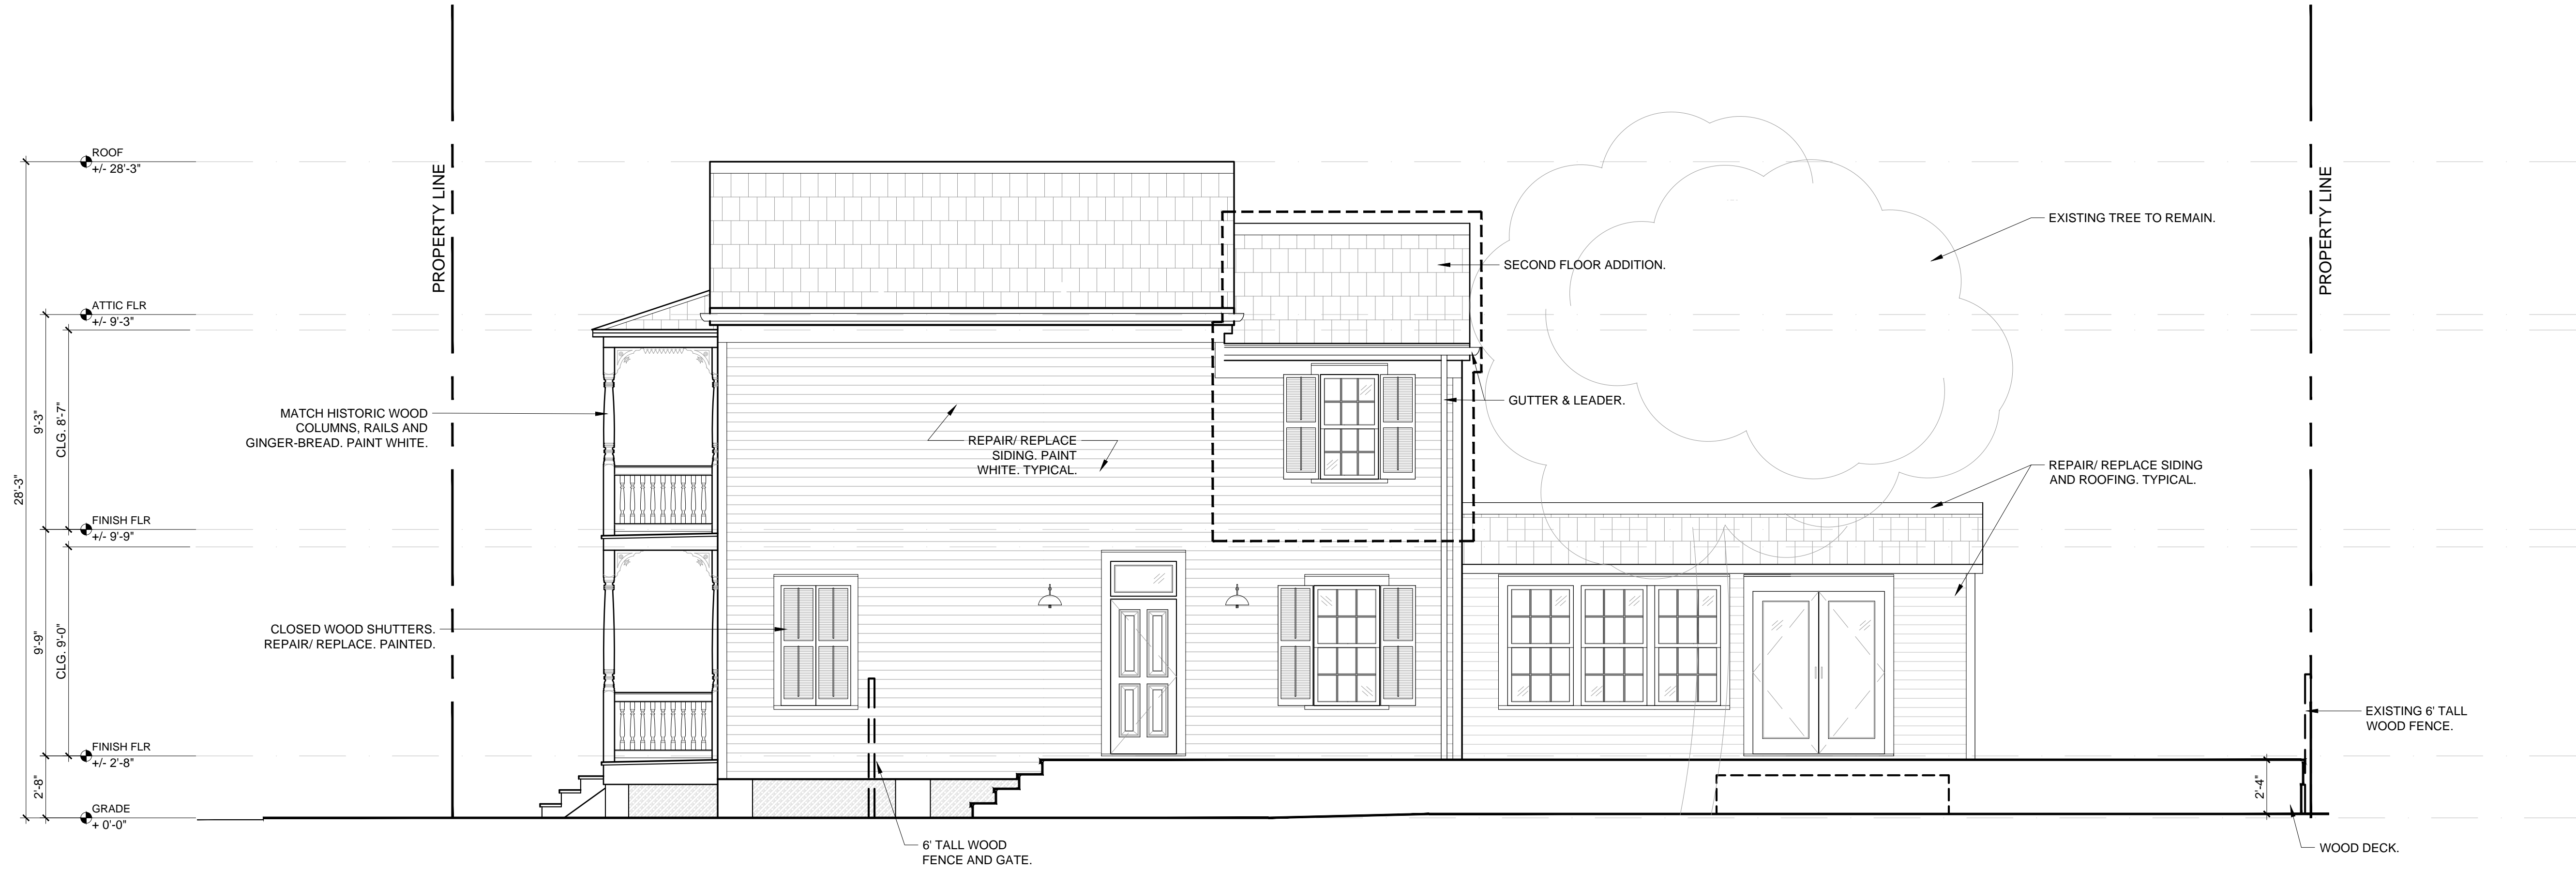 ROOF
+/- 28'-3"
ATTIC FLR
+/- 9'-3"
FINISH FLR
+/- 9'-9"
FINISH FLR
+/- 2'-8"
GRADE
+ 0'-0"
28'-3"
9'-3"
CLG. 8'-7"
9'-9"
CLG. 9'-0"
2'-8"
PROPERTY LINE
MATCH HISTORIC WOOD
COLUMNS, RAILS AND
GINGER-BREAD. PAINT WHITE.
CLOSED WOOD SHUTTERS.
REPAIR/ REPLACE. PAINTED.
REPAIR/ REPLACE
SIDING. PAINT
WHITE. TYPICAL.
6' TALL WOOD
FENCE AND GATE.
SECOND FLOOR ADDITION.
GUTTER & LEADER.
EXISTING TREE TO REMAIN.
REPAIR/ REPLACE SIDING
AND ROOFING. TYPICAL.
PROPERTY LINE
EXISTING 6' TALL
WOOD FENCE.
2'-4"
WOOD DECK.